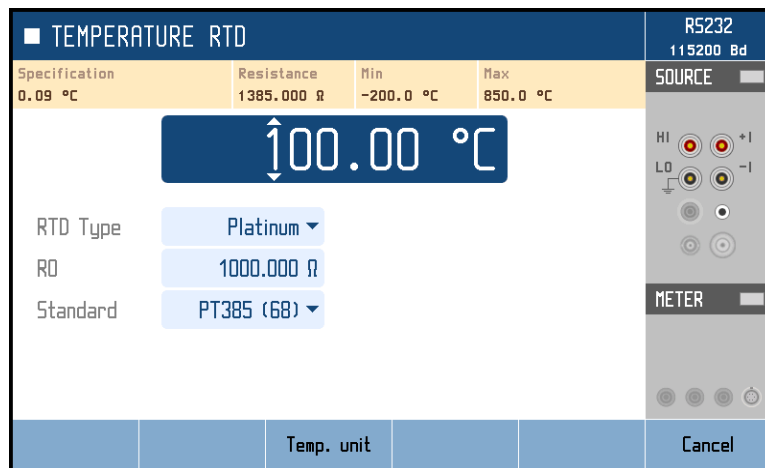 TEMPERATURE RTD
RS232
115200 Bd
Specification Resistance Min Max
0.09 °C 1385.000 Ω -200.0 °C 850.0 °C
SOURCE
100.00 °C
HI +I
LO -I
RTD Type Platinum
R0 1000.000 Ω
Standard PT385 (68)
METER
Temp. unit Cancel